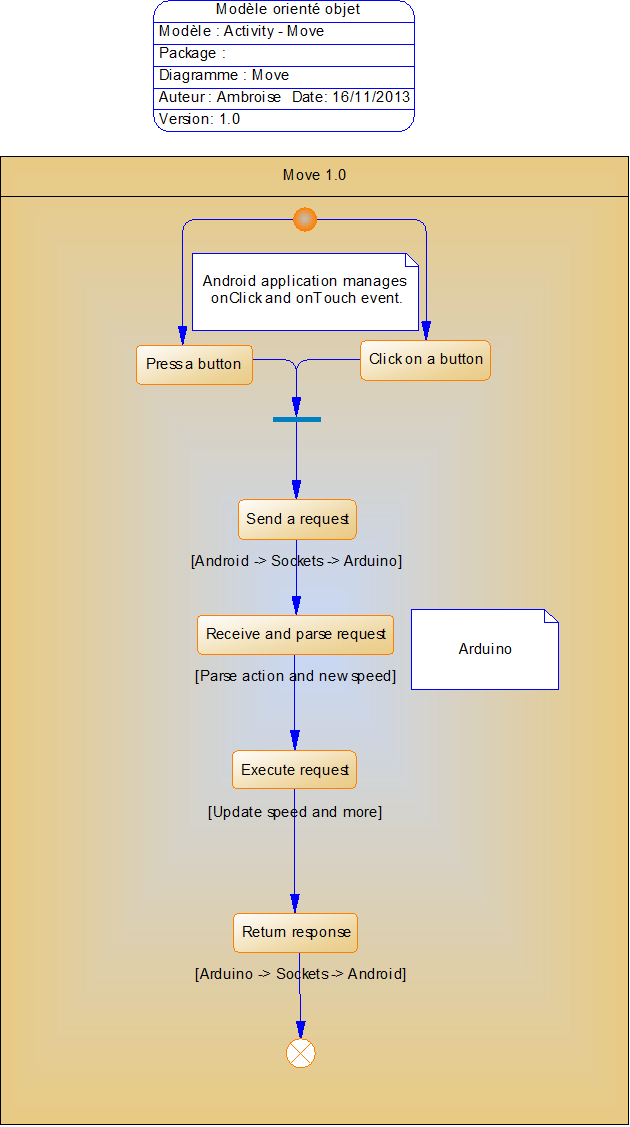 Modèle orienté objet
Modèle : Activity - Move
Package :
Diagramme : Move
Auteur : Ambroise Date: 16/11/2013
Version: 1.0
Move 1.0
Android application manages
onClick and onTouch event.
Press a button
Click on a button
Send a request
[Android -> Sockets -> Arduino]
Receive and parse request
Arduino
[Parse action and new speed]
Execute request
[Update speed and more]
Return response
[Arduino -> Sockets -> Android]